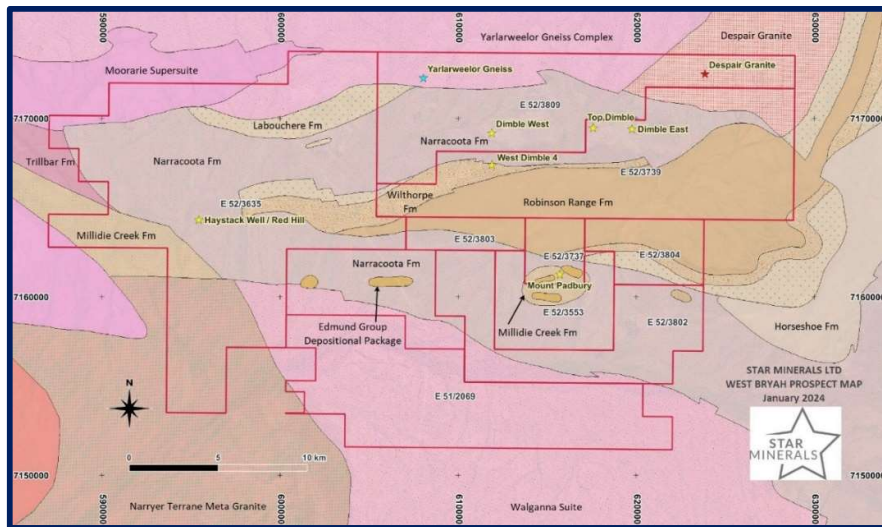 590000
600000
610000
620000
630000
Yarlarweelor Gneiss Complex
Despair Granite
Moorarie Supersuite
Yarlarweelor Gneiss
Despair Granite
E 52/3809
7170000
Labouchere Fm
Dimble West
Top Dimble
Dimble East
7170000
Narracoota Fm
Narracoota Fm
Trillbar Fm
West Dimble 4
E 52/3739
E 52/3635
Wilthorpe
Fm
Robinson Range Fm
Haystack Well / Red Hill
Millidie Creek Fm
E 52/3803
E 52/3737
E 52/3804
Narracoota Fm
Mount Padbury
7160000
E 52/3553
7160000
Edmund Group
Depositional Package
Millidie Creek Fm
E 52/3802
Horseshoe Fm
STAR MINERALS LTD
WEST BRYAH PROSPECT MAP
January 2024
N
E 51/2069
STAR
MINERALS
0
5
10 km
7150000
7150000
Narryer Terrane Meta Granite
Walganna Suite
590000
600000
610000
620000
630000